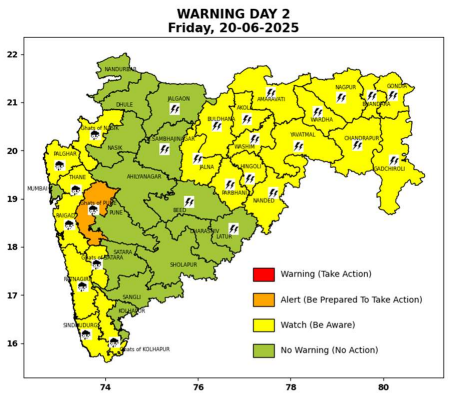 WARNING DAY 2
Friday, 20-06-2025
22
21
20
19
18
17
16
74
76
78
80
NANDURBAR
DHULE
JALGAON
Ghats of NASIK
NASIK
PALGHAR
THANE
MUMBAI
RAIGAD
Ghats of PUNE
PUNE
AHILYANAGAR
BEED
JALNA
BULDHANA
AKOLA
AMARAVATI
NAGPUR
GONDIA
BHANDARA
WARDHA
YAVATMAL
CHANDRAPUR
GADCHIROLI
WASHIM
HINGOLI
PARBHANI
NANDED
LATUR
DHARASHIV
SHOLAPUR
SATARA
Ghats of SATARA
RATNAGIRI
SANGLI
KOLHAPUR
SINDHUDURG
Ghats of KOLHAPUR
Warning (Take Action)
Alert (Be Prepared To Take Action)
Watch (Be Aware)
No Warning (No Action)